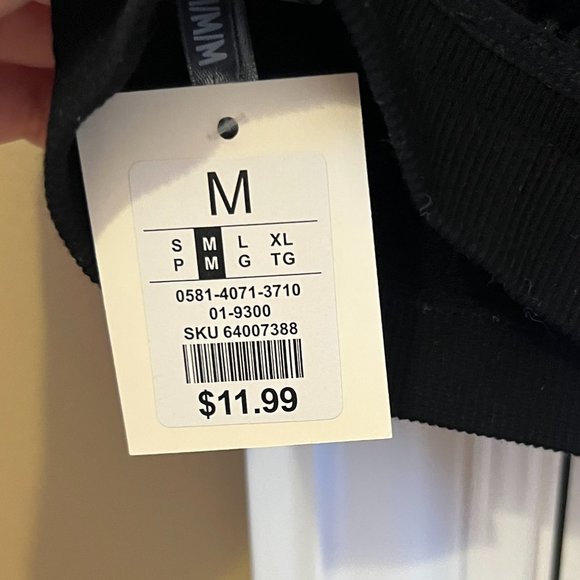 M
S M L XL
P M G TG
0581-4071-3710
01-9300
SKU 64007388
$11.99